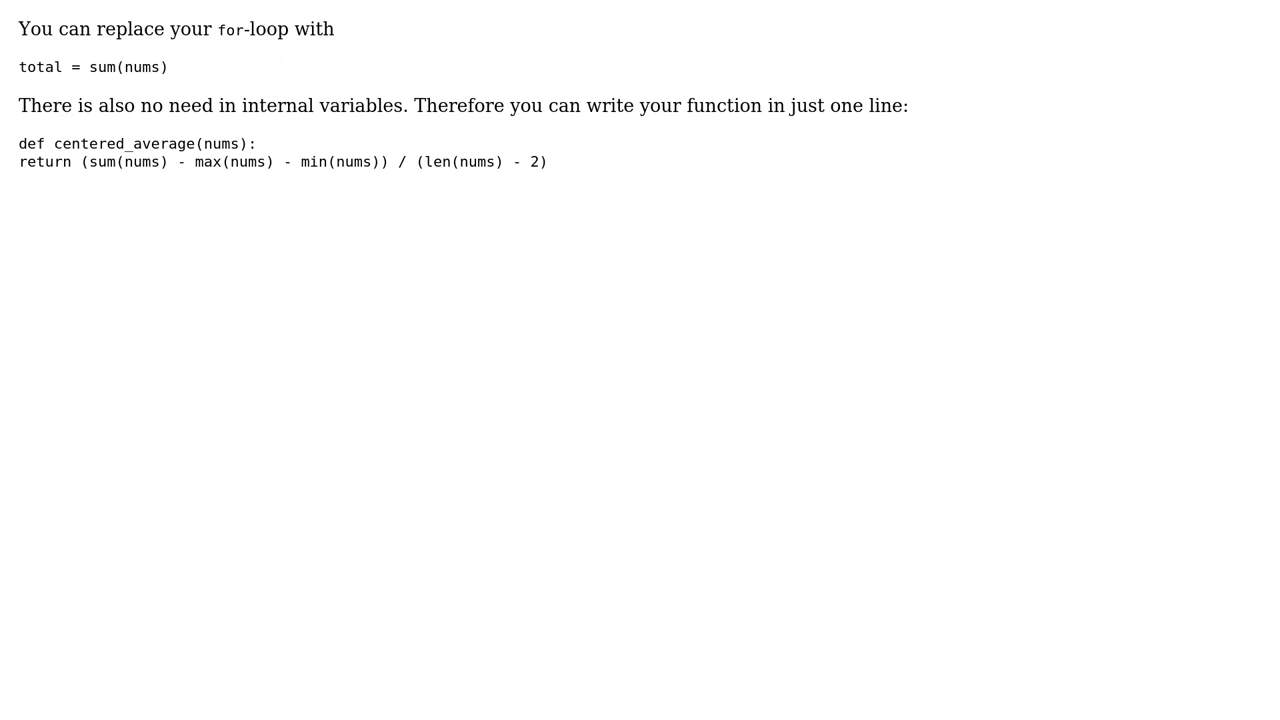 You can replace your for-loop with
total = sum(nums)
There is also no need in internal variables. Therefore you can write your function in just one line:
def centered_average(nums):
return (sum(nums) - max(nums) - min(nums)) / (len(nums) - 2)